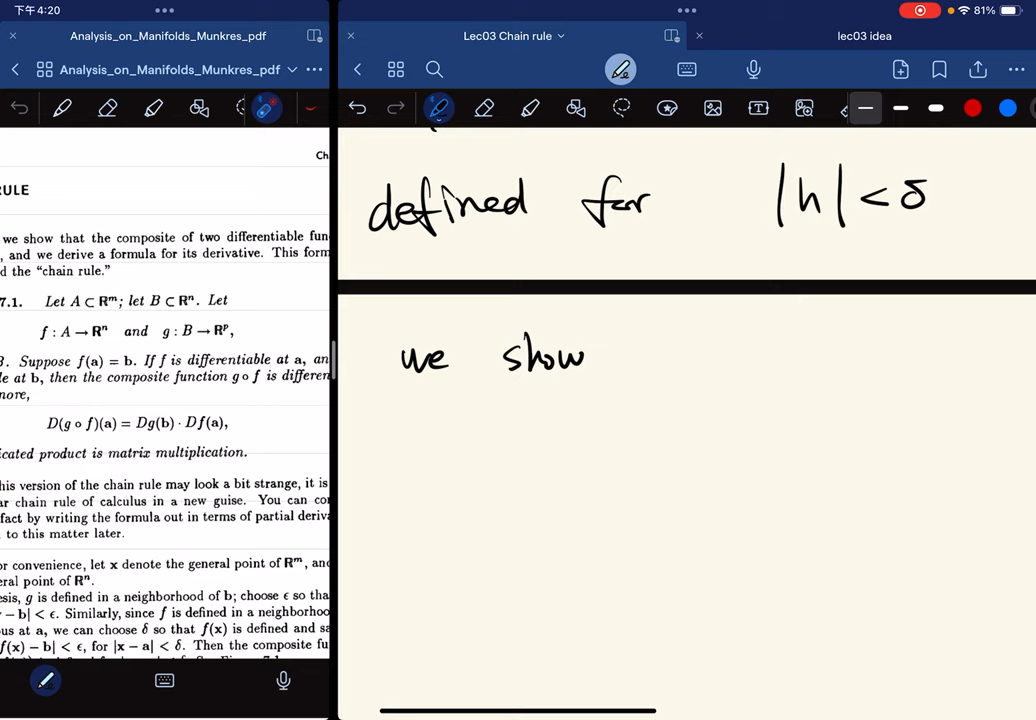 下午4:20
81%
Analysis_on_Manifolds_Munkres_pdf
Lec03 Chain rule
lec03 idea
Analysis_on_Manifolds_Munkres_pdf
Ch
RULE
we show that the composite of two differentiable fun
, and we derive a formula for its derivative. This form
d the “chain rule.”
7.1. Let A ⊂ Rᵐ; let B ⊂ Rⁿ. Let
f : A → Rⁿ and g : B → Rᵖ,
B. Suppose f(a) = b. If f is differentiable at a, an
le at b, then the composite function g ∘ f is differen
more,
D(g ∘ f)(a) = Dg(b) · Df(a),
icated product is matrix multiplication.
his version of the chain rule may look a bit strange, it is
ar chain rule of calculus in a new guise. You can co
fact by writing the formula out in terms of partial deriva
to this matter later.
or convenience, let x denote the general point of Rᵐ, an
eral point of Rⁿ.
esis, g is defined in a neighborhood of b; choose ϵ so tha
− b| < ϵ. Similarly, since f is defined in a neighborhoo
us at a, we can choose δ so that f(x) is defined and sa
f(x) − b| < ϵ, for |x − a| < δ. Then the composite fu
defined for |h| < δ
we show